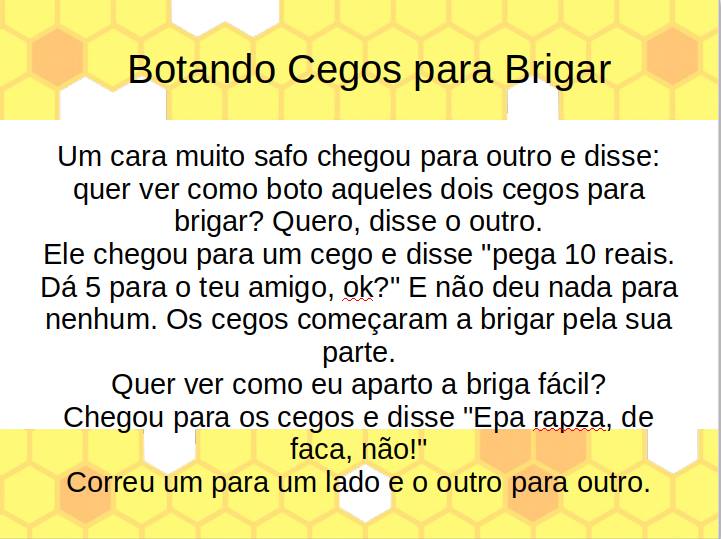 Botando Cegos para Brigar
Um cara muito safo chegou para outro e disse:
quer ver como boto aqueles dois cegos para
brigar? Quero, disse o outro.
Ele chegou para um cego e disse "pega 10 reais.
Dá 5 para o teu amigo, ok?" E não deu nada para
nenhum. Os cegos começaram a brigar pela sua
parte.
Quer ver como eu aparto a briga fácil?
Chegou para os cegos e disse "Epa rapza, de
faca, não!"
Correu um para um lado e o outro para outro.